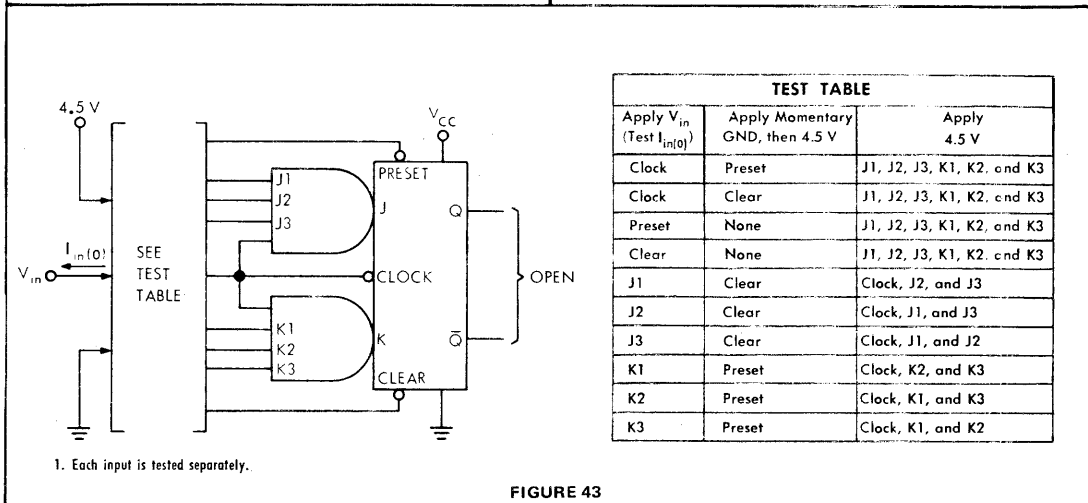 4.5 V
I in(0)
V in
SEE
TEST
TABLE
J1
J2
J3
K1
K2
K3
V CC
PRESET
J
Q
CLOCK
K
Q̄
CLEAR
OPEN
1. Each input is tested separately.
TEST TABLE
Apply Vin (Test Iin(0)) Apply Momentary GND, then 4.5 V Apply 4.5 V
Clock Preset J1, J2, J3, K1, K2, and K3
Clock Clear J1, J2, J3, K1, K2, and K3
Preset None J1, J2, J3, K1, K2, and K3
Clear None J1, J2, J3, K1, K2, and K3
J1 Clear Clock, J2, and J3
J2 Clear Clock, J1, and J3
J3 Clear Clock, J1, and J2
K1 Preset Clock, K2, and K3
K2 Preset Clock, K1, and K3
K3 Preset Clock, K1, and K2
FIGURE 43